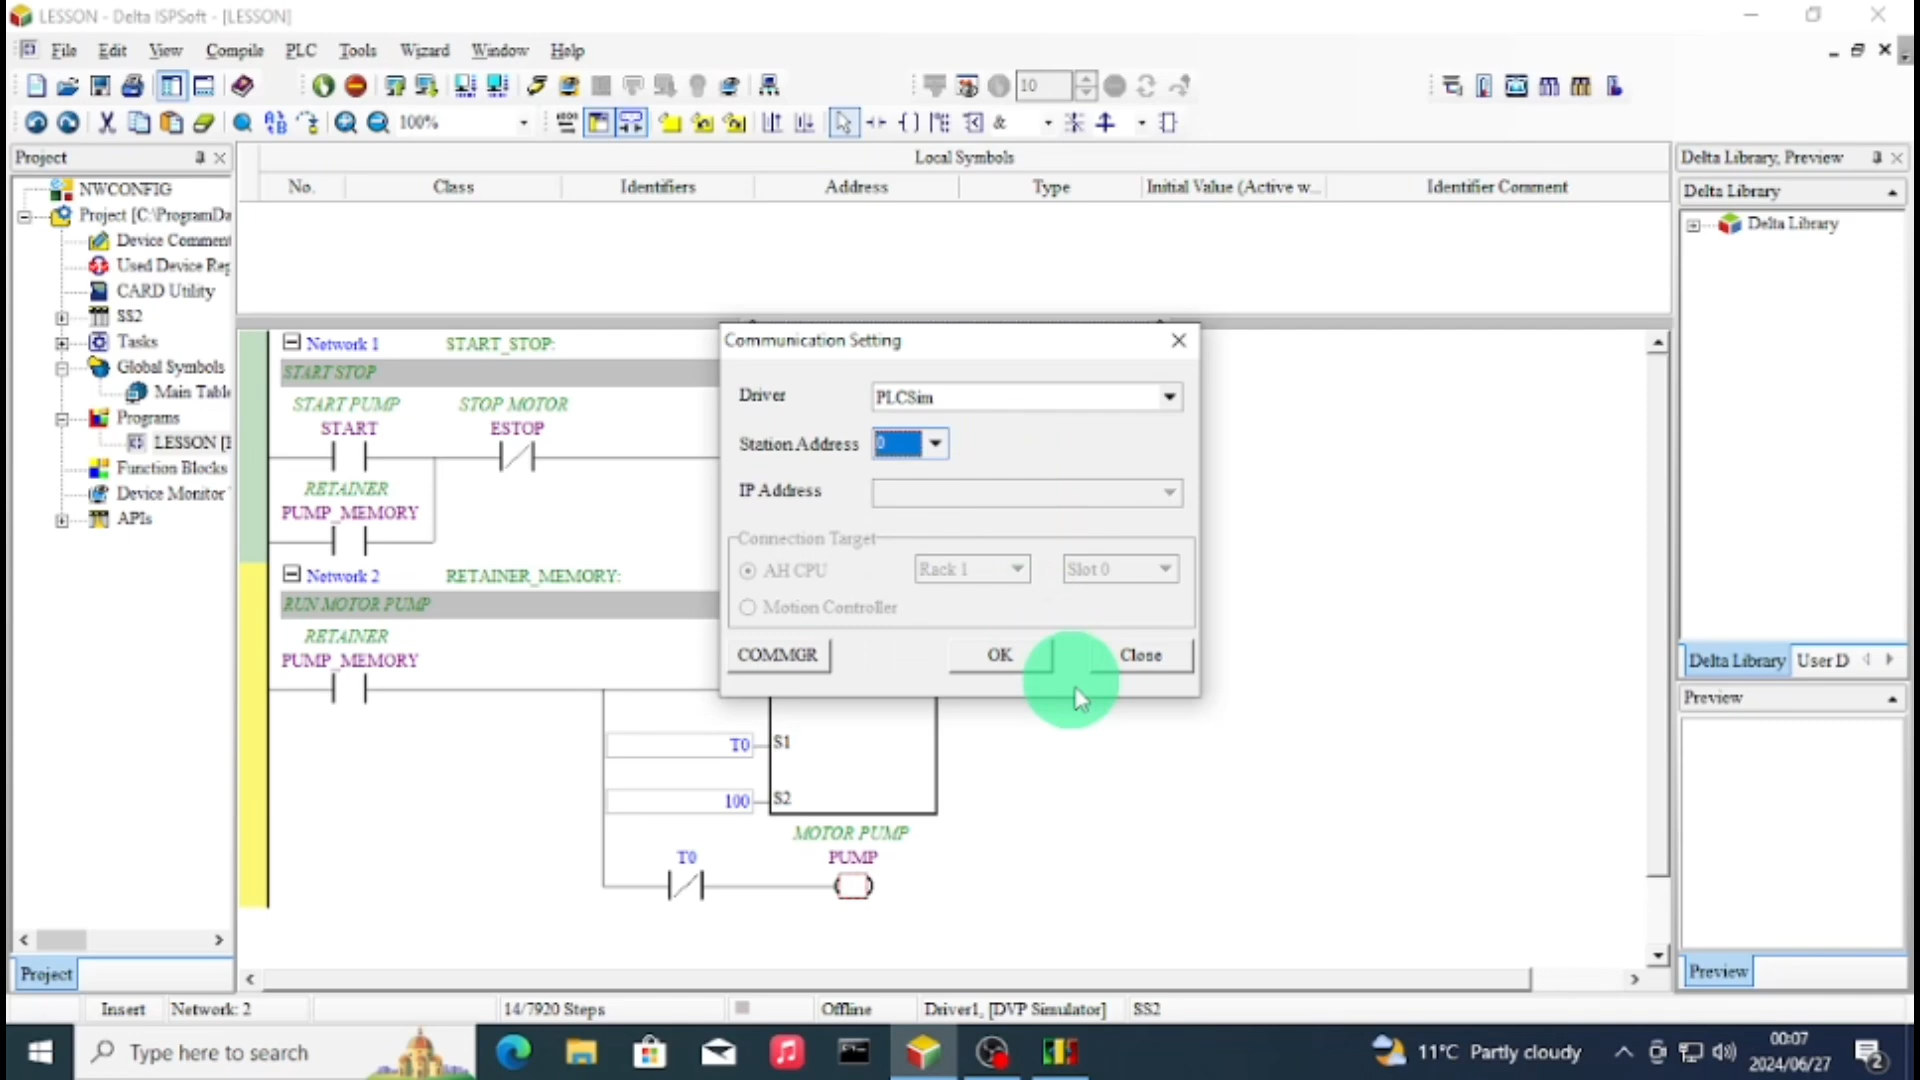 LESSON - Delta ISPSoft - [LESSON]
File Edit View Compile PLC Tools Wizard Window Help
10
100%
Project
NWCONFIG
Project [C:\ProgramDa
Device Comment
Used Device Rep
CARD Utility
SS2
Tasks
Global Symbols
Main Table
Programs
LESSON [I
Function Blocks
Device Monitor
APIs
Project
Local Symbols
No. Class Identifiers Address Type Initial Value (Active w... Identifier Comment
Network 1 START_STOP:
START STOP
START PUMP STOP MOTOR
START ESTOP
RETAINER
PUMP_MEMORY
Network 2 RETAINER_MEMORY:
RUN MOTOR PUMP
RETAINER
PUMP_MEMORY
T0 S1
100 S2
MOTOR PUMP
T0 PUMP
Communication Setting
Driver PLCSim
Station Address 0
IP Address
Connection Target
AH CPU Rack 1 Slot 0
Motion Controller
COMMGR OK Close
Delta Library, Preview
Delta Library
Delta Library
Delta Library User D
Preview
Preview
Insert Network: 2 14/7920 Steps Offline Driver1, [DVP Simulator] SS2
Type here to search
11°C Partly cloudy
00:07
2024/06/27
2